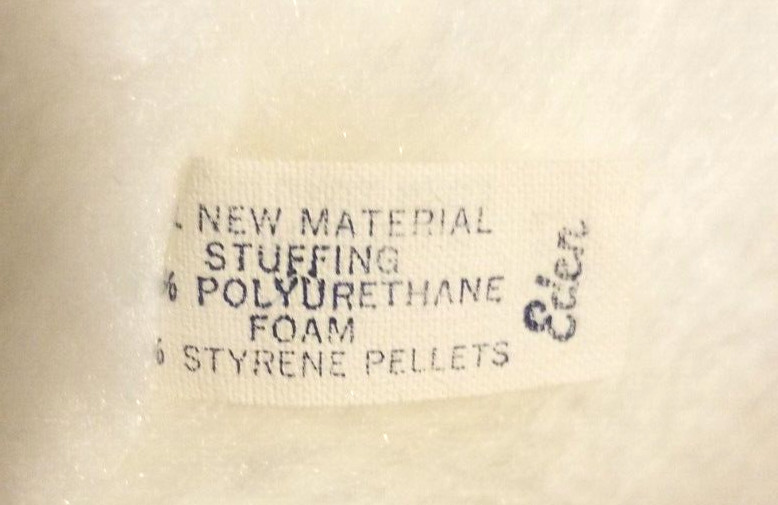 NEW MATERIAL
STUFFING
% POLYURETHANE
FOAM
% STYRENE PELLETS
Eden